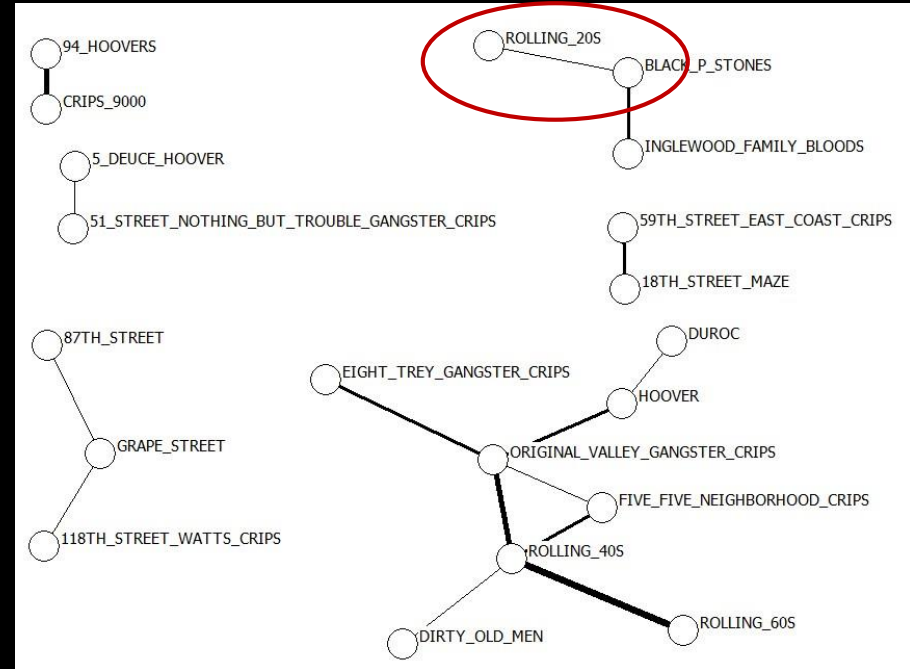 94_HOOVERS
ROLLING_20S
BLACK_P_STONES
CRIPS_9000
INGLEWOOD_FAMILY_BLOODS
5_DEUCE_HOOVER
51_STREET_NOTHING_BUT_TROUBLE_GANGSTER_CRIPS
59TH_STREET_EAST_COAST_CRIPS
18TH_STREET_MAZE
87TH_STREET
DUROC
EIGHT_TREY_GANGSTER_CRIPS
HOOVER
GRAPE_STREET
ORIGINAL_VALLEY_GANGSTER_CRIPS
FIVE_FIVE_NEIGHBORHOOD_CRIPS
118TH_STREET_WATTS_CRIPS
ROLLING_40S
ROLLING_60S
DIRTY_OLD_MEN